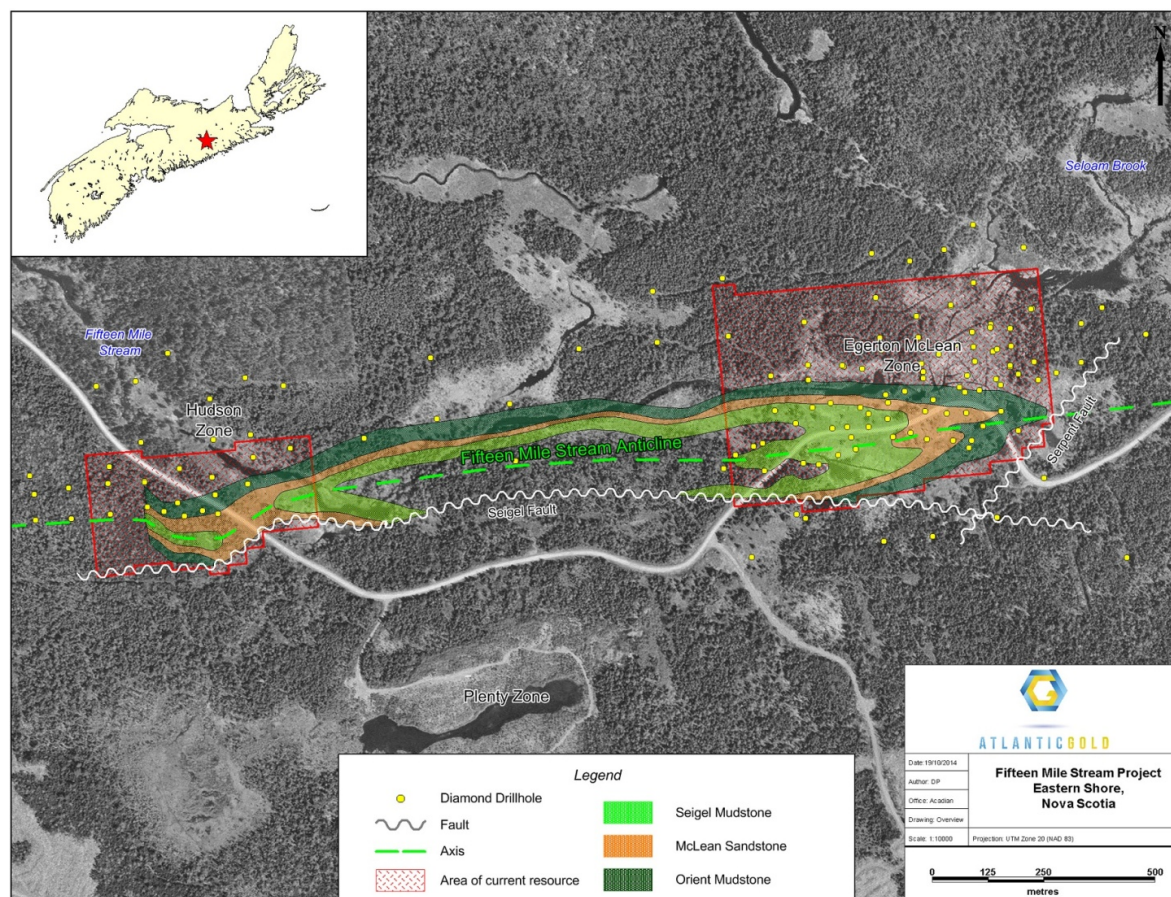 N
Seloam Brook
Fifteen Mile
Stream
Egerton McLean
Zone
Hudson
Zone
Fifteen Mile Stream Anticline
Serpent Fault
Seigel Fault
Plenty Zone
Legend
Diamond Drillhole
Fault
Axis
Area of current resource
Seigel Mudstone
McLean Sandstone
Orient Mudstone
G
ATLANTICGOLD
Date:19/10/2014
Author: DP
Office: Acadian
Drawing: Overview
Scale: 1:10000
Fifteen Mile Stream Project
Eastern Shore,
Nova Scotia
Projection: UTM Zone 20 (NAD 83)
0 125 250 500
metres